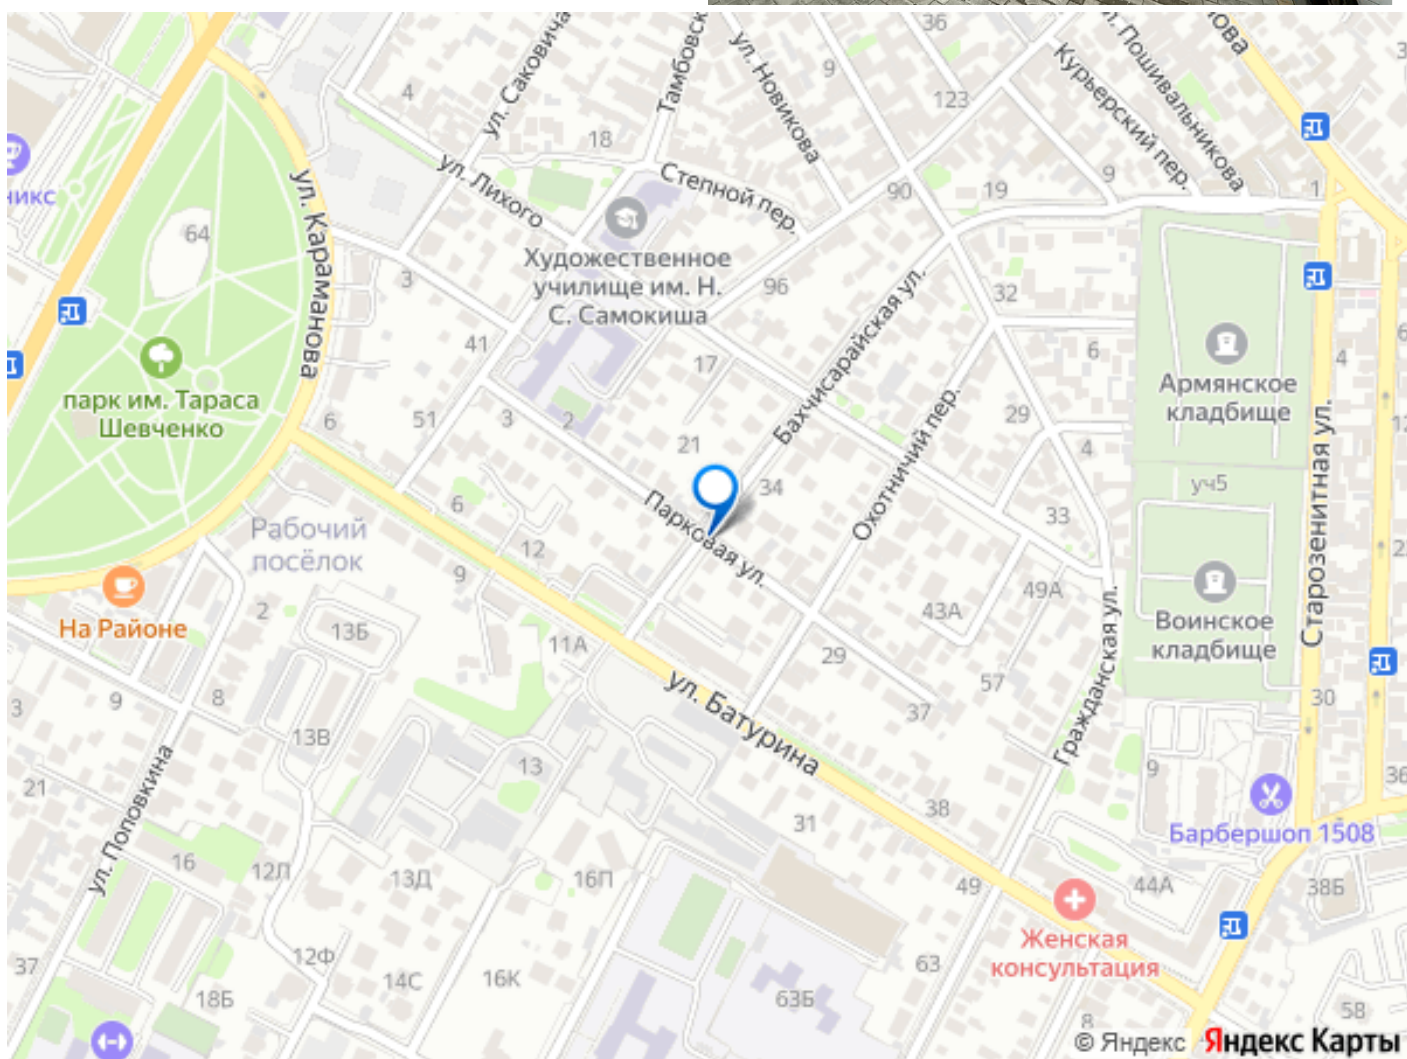 36
ул. Саковича
Тамбовск
ул. Новикова
9
123
Курьерский пер.
Пошивальникова
4
18
ул. Лихого
Степной пер.
90
19
9
1
никс
64
ул. Караманова
3
Художественное
училище им. Н.
С. Самокиша
96
32
Бахчисарайская ул.
41
17
6
4
Армянское
кладбище
парк им. Тараса
Шевченко
6
51
3
2
21
29
4
Охотничий пер.
Старозенитная ул.
34
уч5
6
Парковая ул.
33
Рабочий
посёлок
12
9
49А
43А
На Районе
2
13Б
11А
29
Воинское
кладбище
57
Гражданская ул.
3
9
8
37
30
ул. Батурина
13В
13
9
36
21
ул. Поповкина
38
31
Барбершоп 1508
16
12Л
13Д
16П
49
44А
38Б
Женская
консультация
37
12Ф
14С
16К
63
18Б
63Б
58
8
© Яндекс Яндекс Карты